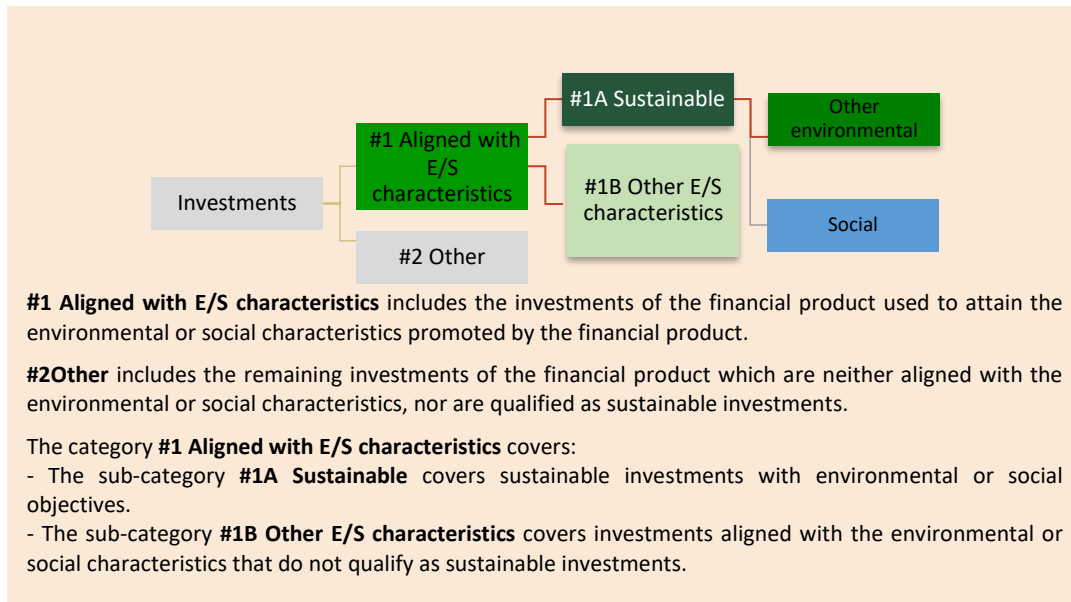 #1A Sustainable
Other
environmental
#1 Aligned with
E/S
characteristics
#1B Other E/S
characteristics
Investments
Social
#2 Other
#1 Aligned with E/S characteristics includes the investments of the financial product used to attain the
environmental or social characteristics promoted by the financial product.
#2Other includes the remaining investments of the financial product which are neither aligned with the
environmental or social characteristics, nor are qualified as sustainable investments.
The category #1 Aligned with E/S characteristics covers:
- The sub-category #1A Sustainable covers sustainable investments with environmental or social
objectives.
- The sub-category #1B Other E/S characteristics covers investments aligned with the environmental or
social characteristics that do not qualify as sustainable investments.